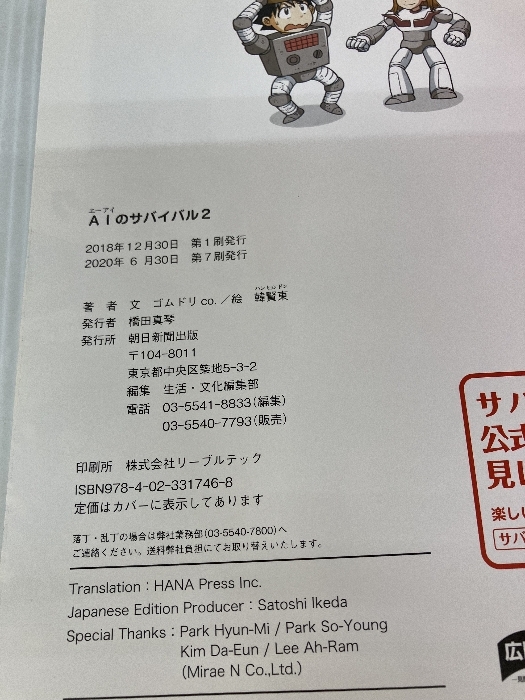 エーアイ
AIのサバイバル2
2018年12月30日　第1刷発行
2020年 6 月30日　第7刷発行
ハンヒョンドン
著　者　文　ゴムドリco.／絵　韓賢東
発行者　橋田真琴
発行所　朝日新聞出版
〒104-8011
東京都中央区築地5-3-2
編集　生活・文化編集部
電話　03-5541-8833(編集)
03-5540-7793(販売)
印刷所　株式会社リーブルテック
ISBN978-4-02-331746-8
定価はカバーに表示してあります
落丁・乱丁の場合は弊社業務部(03-5540-7800)へ
ご連絡ください。送料弊社負担にてお取り替えいたします。
Translation : HANA Press Inc.
Japanese Edition Producer : Satoshi Ikeda
Special Thanks : Park Hyun-Mi / Park So-Young
Kim Da-Eun / Lee Ah-Ram
(Mirae N Co.,Ltd.)
サバ
公式
見に
楽しい
サバ
広